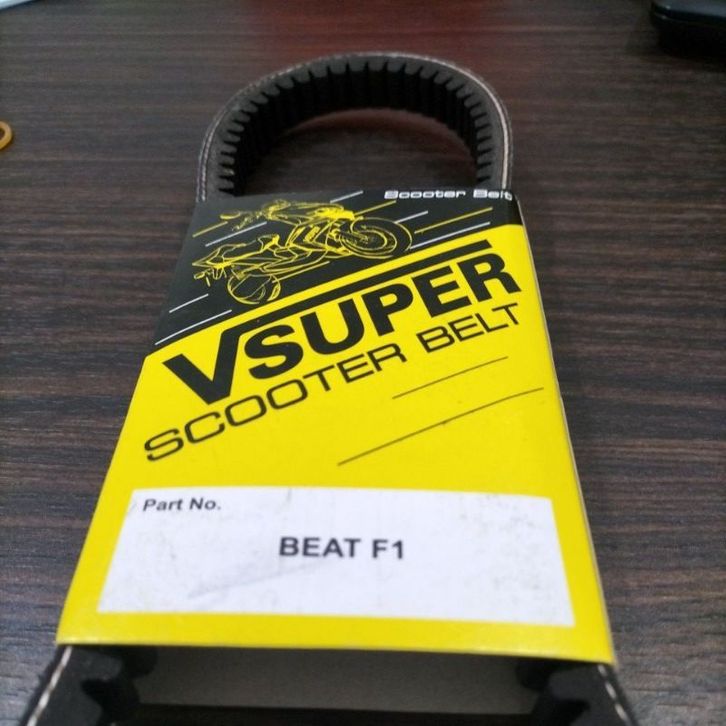 Scooter Belt
VSUPER
SCOOTER BELT
Part No.
BEAT F1